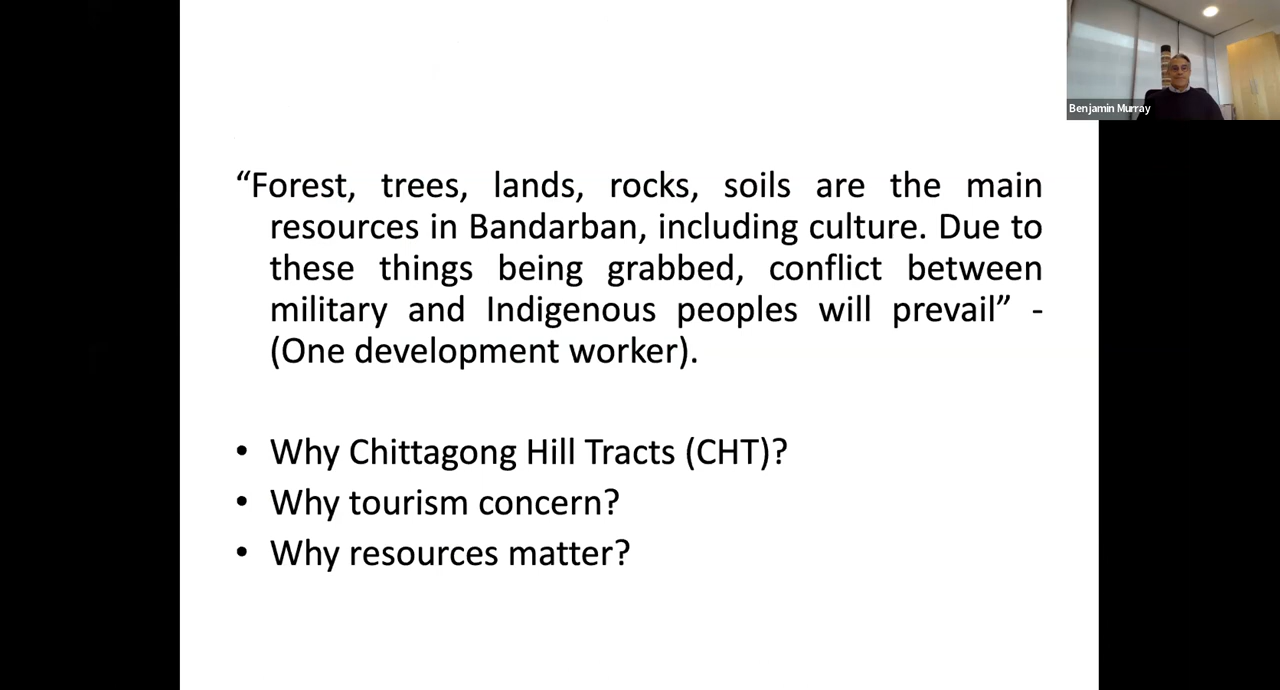 “Forest, trees, lands, rocks, soils are the main
resources in Bandarban, including culture. Due to
these things being grabbed, conflict between
military and Indigenous peoples will prevail” -
(One development worker).
• Why Chittagong Hill Tracts (CHT)?
• Why tourism concern?
• Why resources matter?
Benjamin Murray